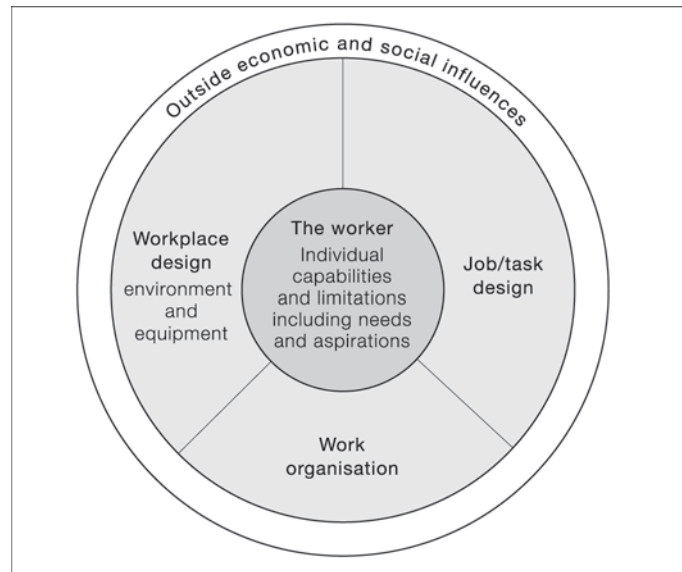 Outside economic and social influences
The worker
Individual
capabilities
and limitations
including needs
and aspirations
Workplace
design
environment
and
equipment
Job/task
design
Work
organisation